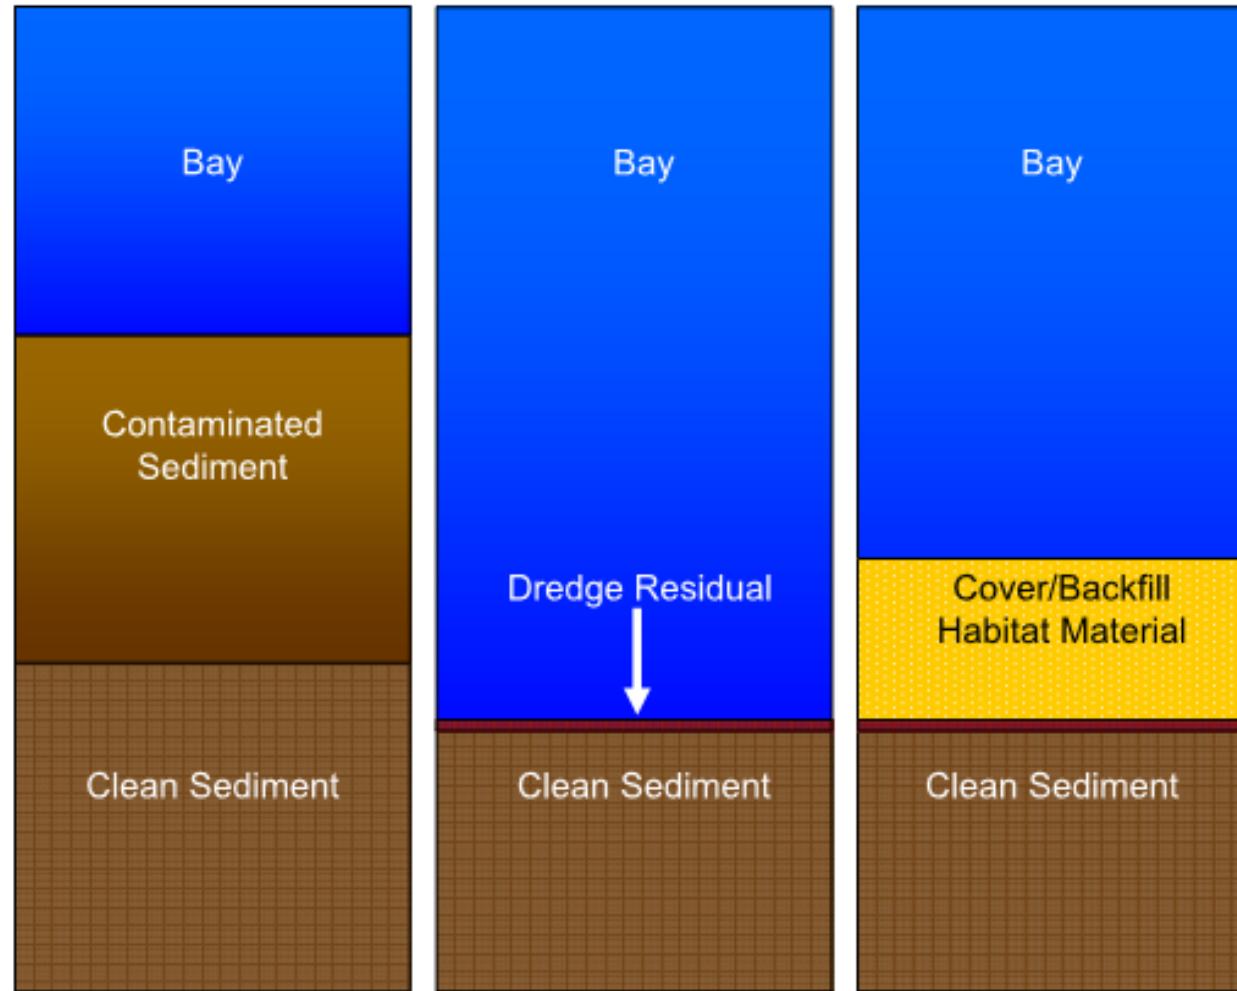 Bay
Contaminated
Sediment
Clean Sediment
Bay
Dredge Residual
Clean Sediment
Bay
Cover/Backfill
Habitat Material
Clean Sediment